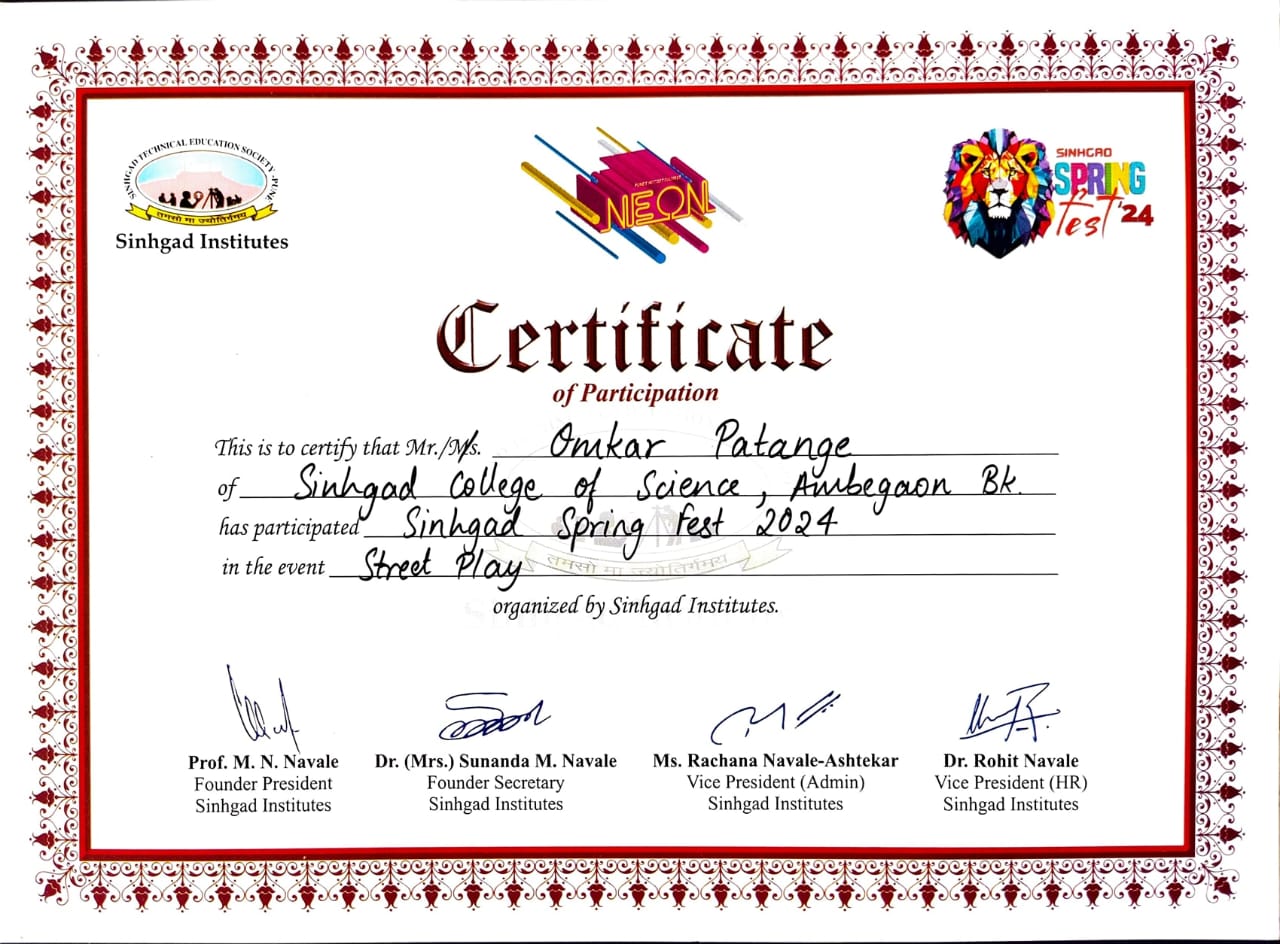 SINHGAD TECHNICAL EDUCATION SOCIETY - PUNE
तमसो मा ज्योतिर्गमय
Sinhgad Institutes
NEON
SINHGAD
SPRING
Fest '24
Certificate
of Participation
This is to certify that Mr./Ms. Omkar Patange
of Sinhgad College of Science, Ambegaon Bk.
has participated Sinhgad Spring Fest 2024
in the event Street Play
तमसो मा ज्योतिर्गमय
organized by Sinhgad Institutes.
Prof. M. N. Navale Dr. (Mrs.) Sunanda M. Navale Ms. Rachana Navale-Ashtekar Dr. Rohit Navale
Founder President Founder Secretary Vice President (Admin) Vice President (HR)
Sinhgad Institutes Sinhgad Institutes Sinhgad Institutes Sinhgad Institutes